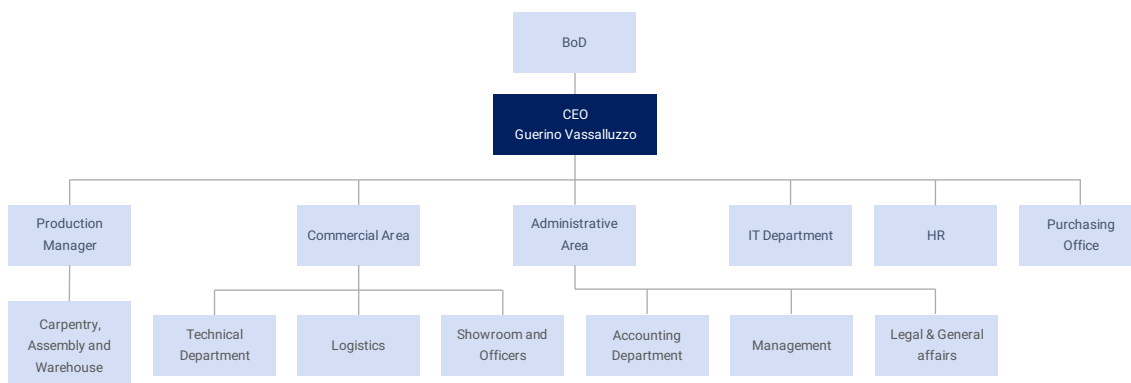 BoD
CEO
Guerino Vassalluzzo
Production
Manager
Commercial Area
Administrative
Area
IT Department
HR
Purchasing
Office
Carpentry,
Assembly and
Warehouse
Technical
Department
Logistics
Showroom and
Officers
Accounting
Department
Management
Legal & General
affairs